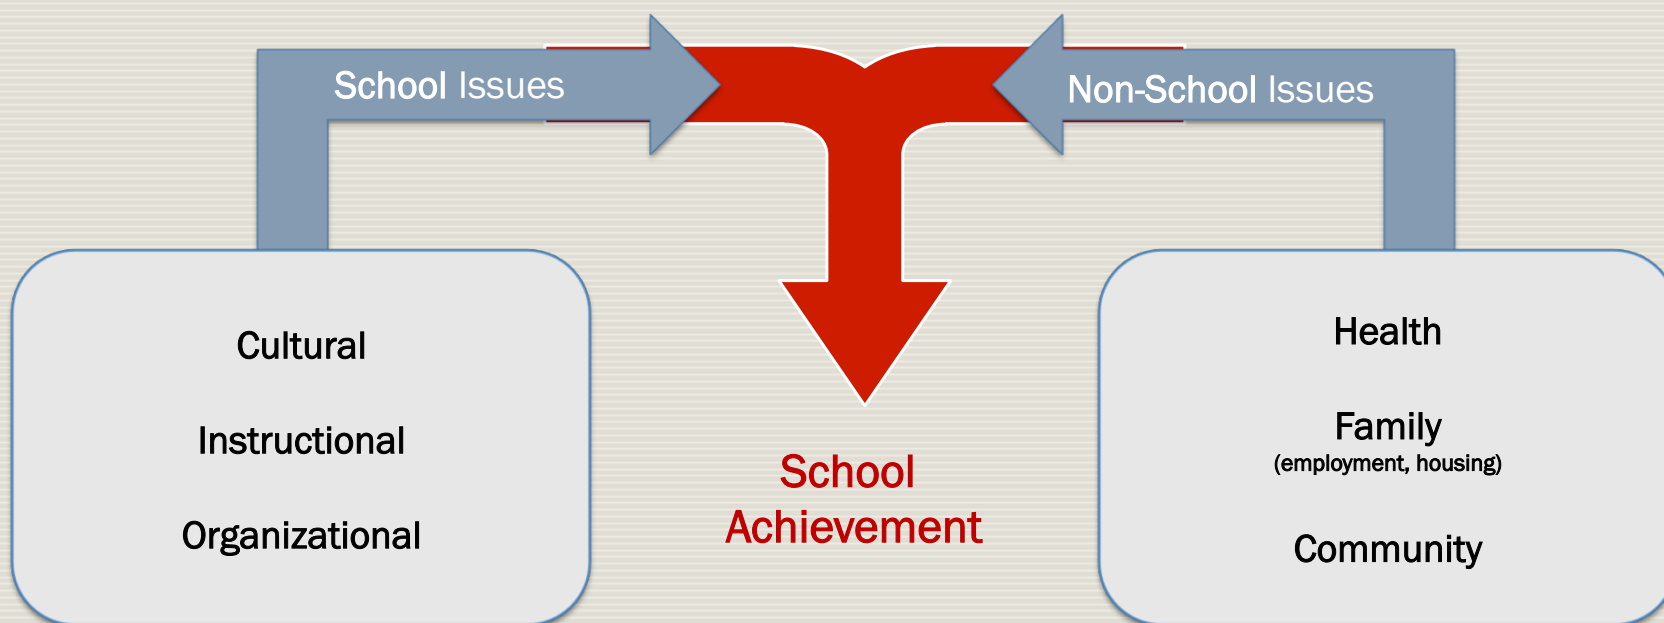 School Issues
Non-School Issues
Cultural
Instructional
Organizational
School
Achievement
Health
Family
(employment, housing)
Community